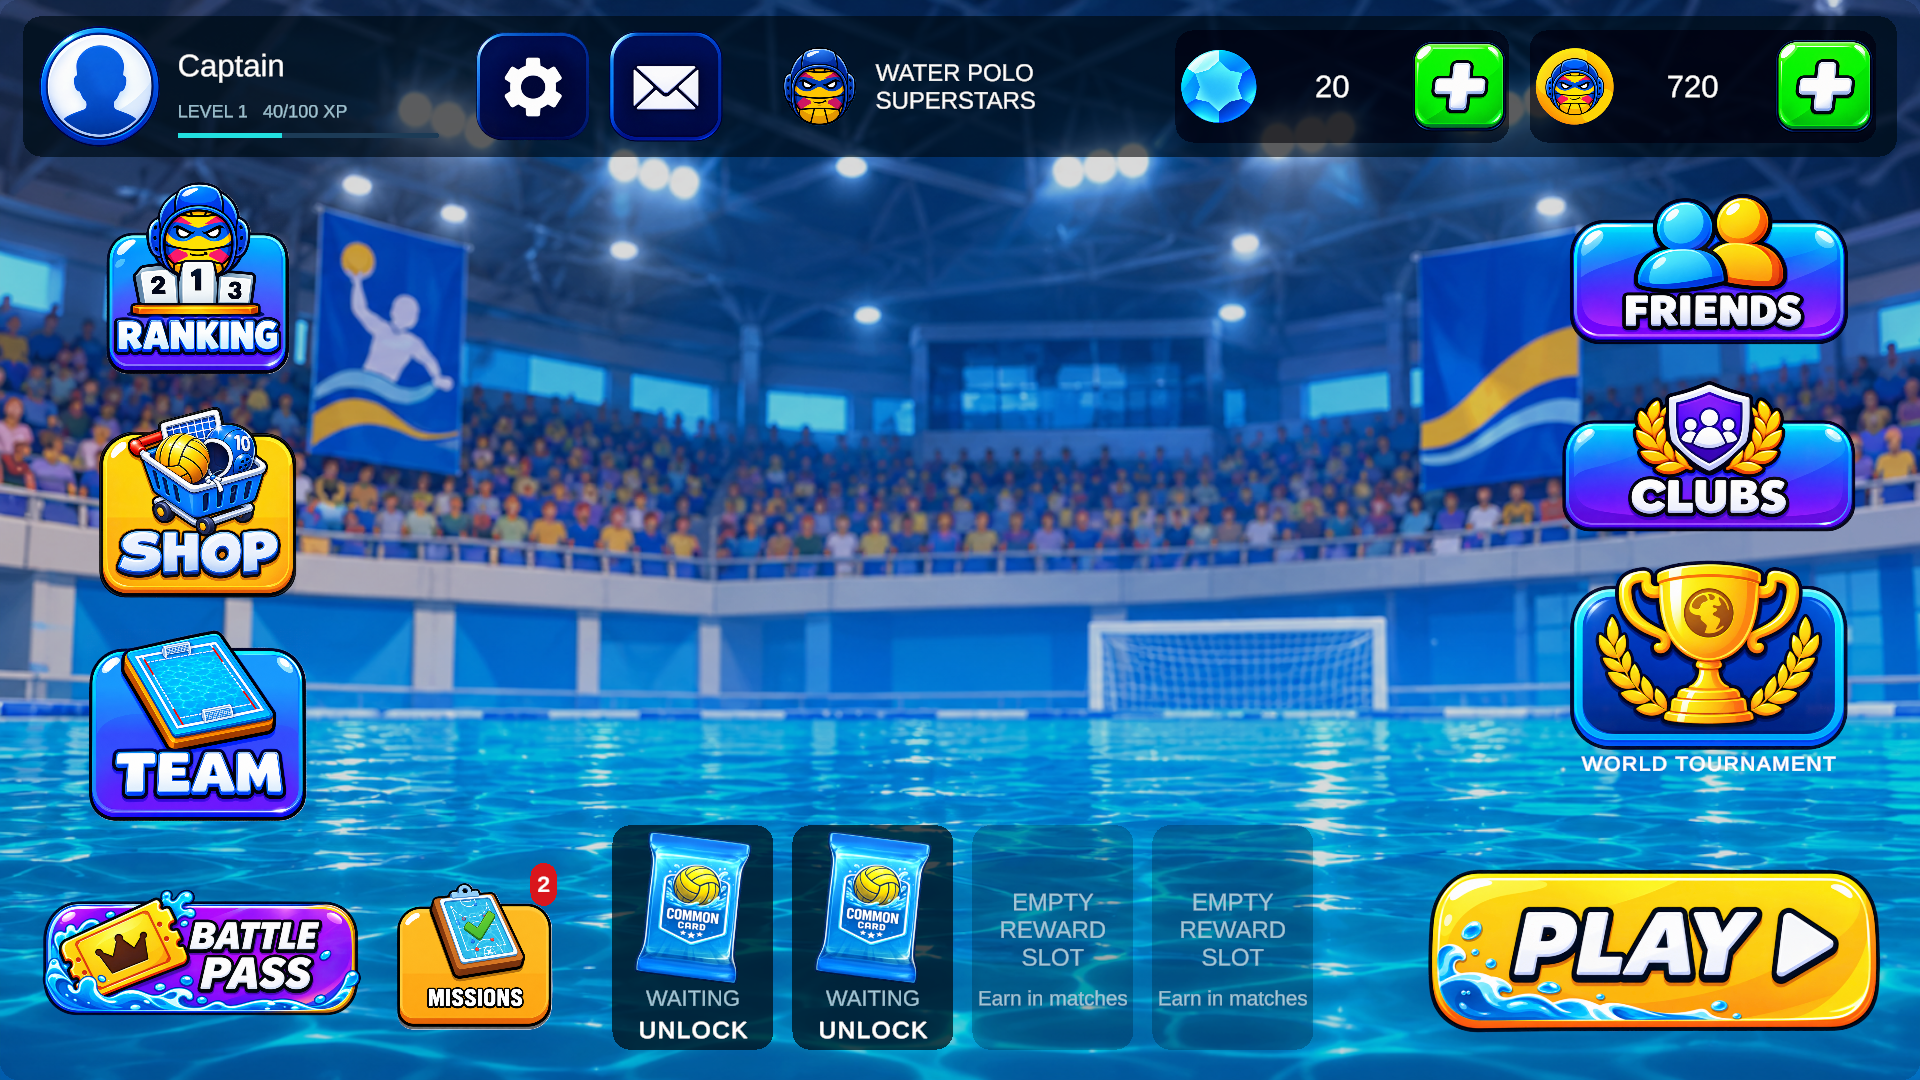 Captain
LEVEL 1 40/100 XP
WATER POLO
SUPERSTARS
20
720
2 1 3
RANKING
10
SHOP
TEAM
FRIENDS
CLUBS
WORLD TOURNAMENT
BATTLE
PASS
2
MISSIONS
COMMON
CARD
WAITING
UNLOCK
COMMON
CARD
WAITING
UNLOCK
EMPTY
REWARD
SLOT
Earn in matches
EMPTY
REWARD
SLOT
Earn in matches
PLAY